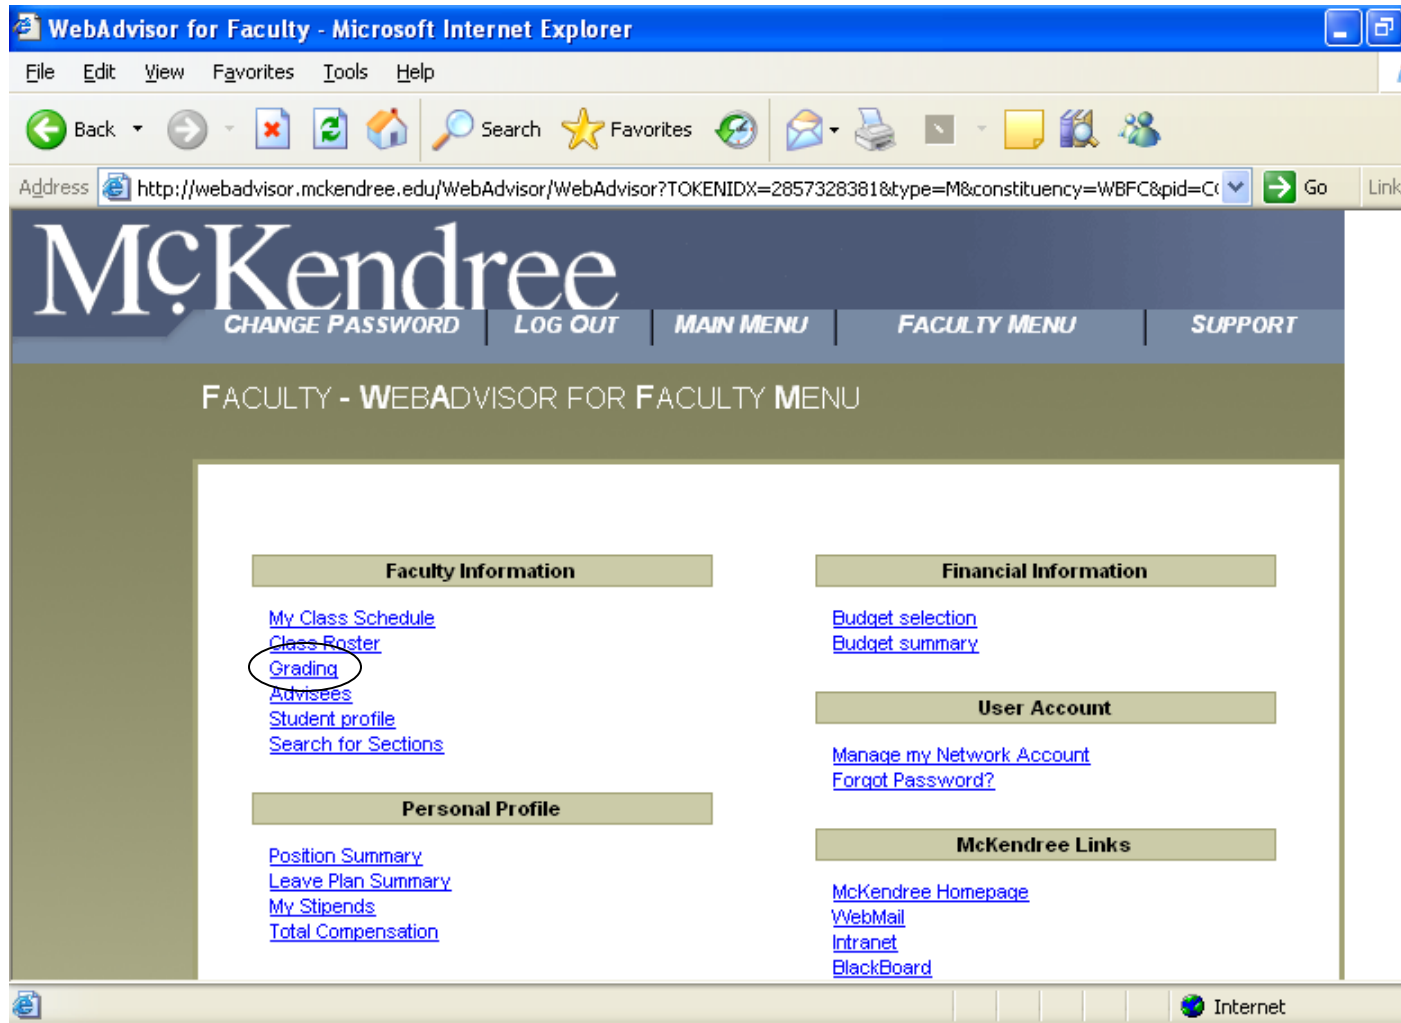 WebAdvisor for Faculty - Microsoft Internet Explorer
File Edit View Favorites Tools Help
Back Search Favorites
Address http://webadvisor.mckendree.edu/WebAdvisor/WebAdvisor?TOKENIDX=2857328381&type=M&constituency=WBFC&pid=C Go Link
McKendree
CHANGE PASSWORD LOG OUT MAIN MENU FACULTY MENU SUPPORT
FACULTY - WEBADVISOR FOR FACULTY MENU
Faculty Information
My Class Schedule
Class Roster
Grading
Advisees
Student profile
Search for Sections
Personal Profile
Position Summary
Leave Plan Summary
My Stipends
Total Compensation
Financial Information
Budget selection
Budget summary
User Account
Manage my Network Account
Forgot Password?
McKendree Links
McKendree Homepage
WebMail
Intranet
BlackBoard
Internet